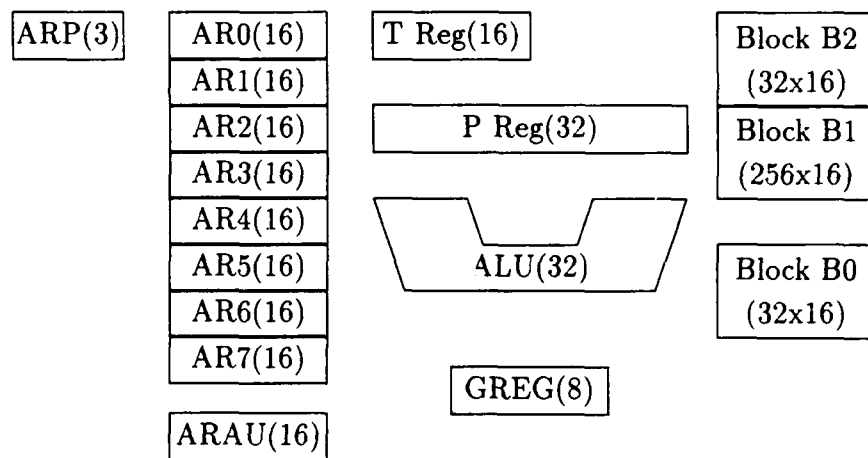 ARP(3)
AR0(16)
AR1(16)
AR2(16)
AR3(16)
AR4(16)
AR5(16)
AR6(16)
AR7(16)
ARAU(16)
T Reg(16)
P Reg(32)
ALU(32)
GREG(8)
Block B2
(32x16)
Block B1
(256x16)
Block B0
(32x16)